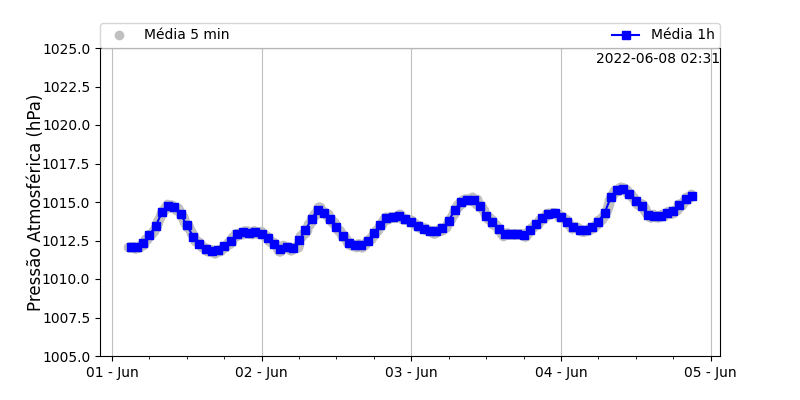 Média 5 min
Média 1h
2022-06-08 02:31
Pressão Atmosférica (hPa)
1025.0
1022.5
1020.0
1017.5
1015.0
1012.5
1010.0
1007.5
1005.0
01 - Jun
02 - Jun
03 - Jun
04 - Jun
05 - Jun